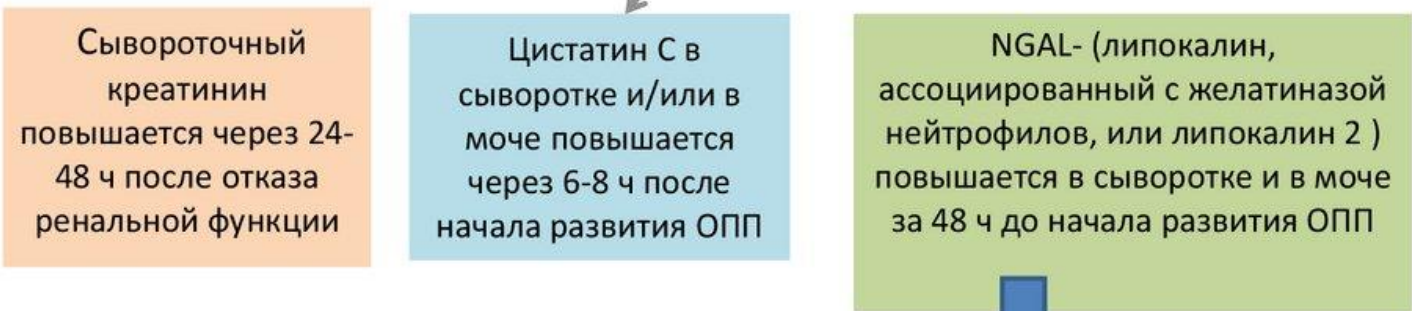 Сывороточный
креатинин
повышается через 24-
48 ч после отказа
ренальной функции
Цистатин С в
сыворотке и/или в
моче повышается
через 6-8 ч после
начала развития ОПП
NGAL- (липокалин,
ассоциированный с желатиназой
нейтрофилов, или липокалин 2 )
повышается в сыворотке и в моче
за 48 ч до начала развития ОПП